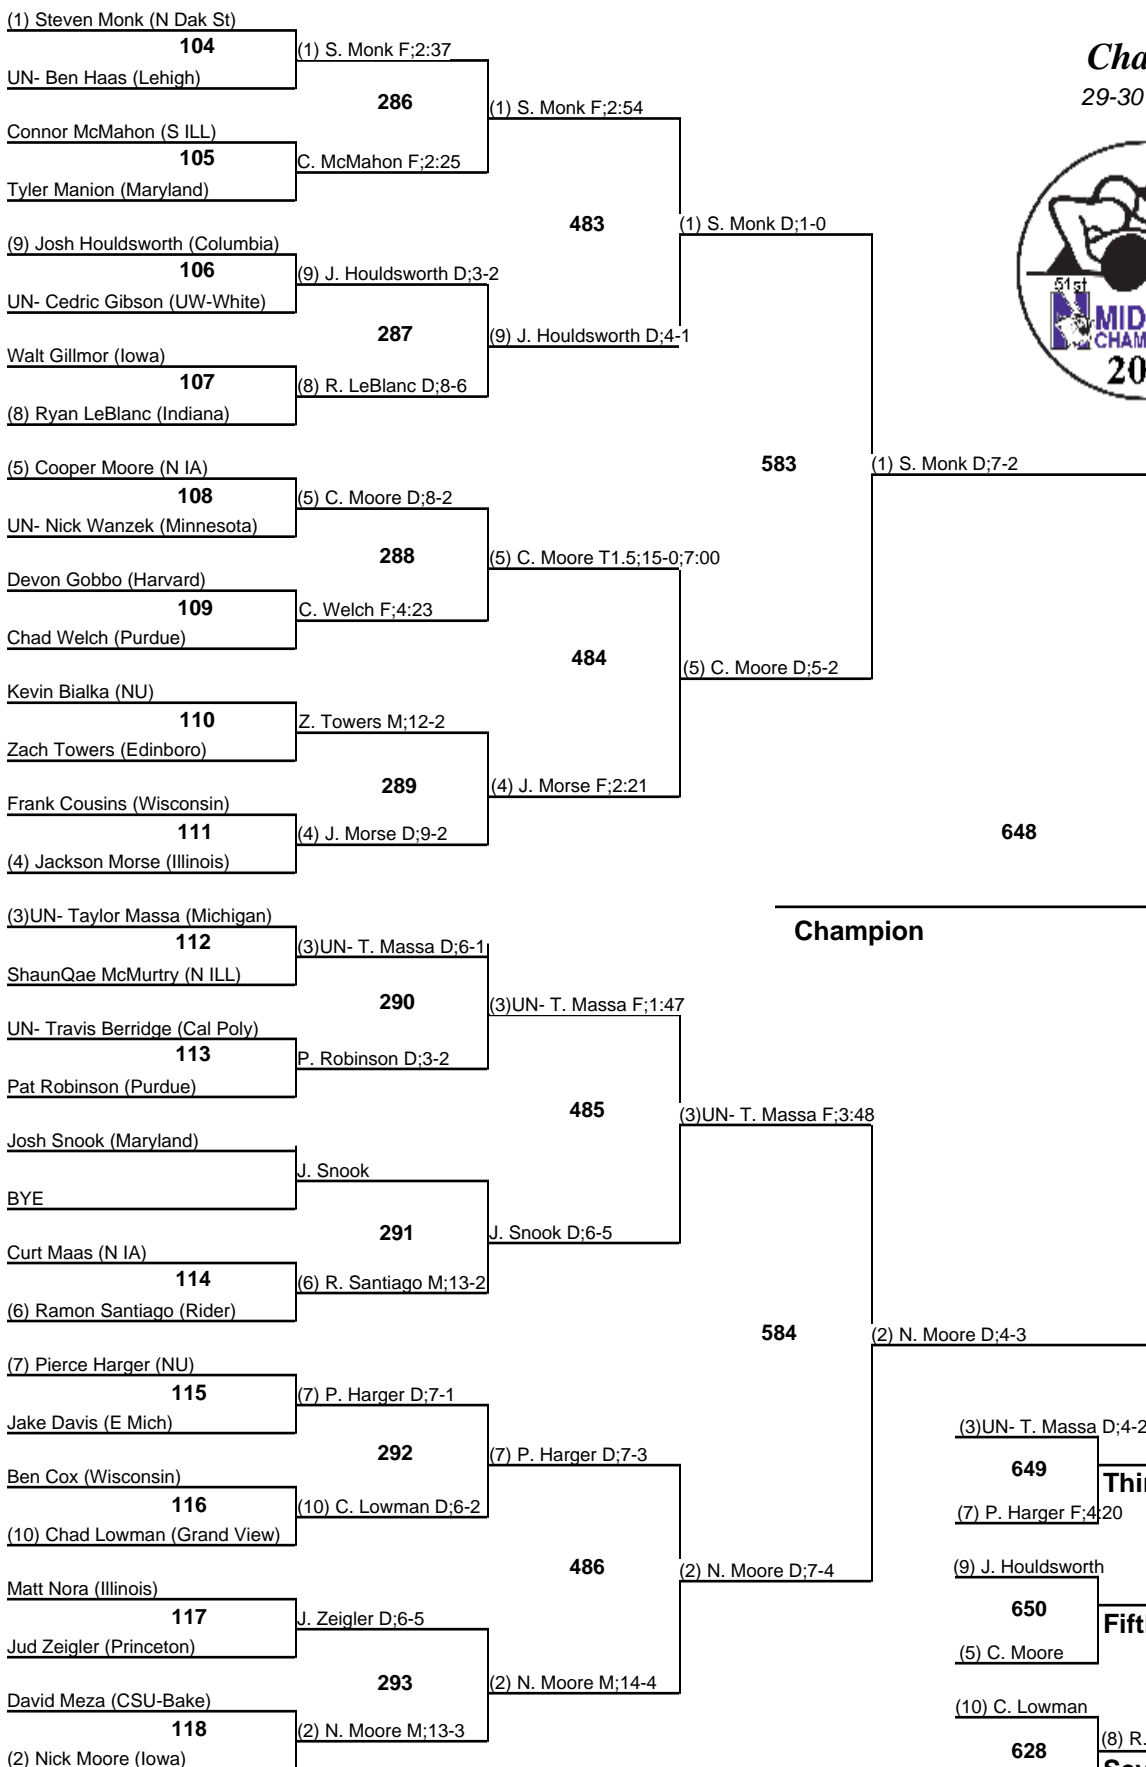 (1) Steven Monk (N Dak St)
104
UN- Ben Haas (Lehigh)
(1) S. Monk F;2:37
286
Connor McMahon (S ILL)
105
Tyler Manion (Maryland)
C. McMahon F;2:25
(1) S. Monk F;2:54
483
(9) Josh Houldsworth (Columbia)
106
UN- Cedric Gibson (UW-White)
(9) J. Houldsworth D;3-2
287
Walt Gillmor (Iowa)
107
(8) Ryan LeBlanc (Indiana)
(8) R. LeBlanc D;8-6
(9) J. Houldsworth D;4-1
(1) S. Monk D;1-0
583
(5) Cooper Moore (N IA)
108
UN- Nick Wanzek (Minnesota)
(5) C. Moore D;8-2
288
Devon Gobbo (Harvard)
109
Chad Welch (Purdue)
C. Welch F;4:23
(5) C. Moore T1.5;15-0;7:00
484
Kevin Bialka (NU)
110
Zach Towers (Edinboro)
Z. Towers M;12-2
289
Frank Cousins (Wisconsin)
111
(4) Jackson Morse (Illinois)
(4) J. Morse D;9-2
(4) J. Morse F;2:21
(5) C. Moore D;5-2
(1) S. Monk D;7-2
648
Champion
(3)UN- Taylor Massa (Michigan)
112
ShaunQae McMurtry (N ILL)
(3)UN- T. Massa D;6-1
290
UN- Travis Berridge (Cal Poly)
113
Pat Robinson (Purdue)
P. Robinson D;3-2
(3)UN- T. Massa F;1:47
485
Josh Snook (Maryland)
BYE
J. Snook
291
Curt Maas (N IA)
114
(6) Ramon Santiago (Rider)
(6) R. Santiago M;13-2
J. Snook D;6-5
(3)UN- T. Massa F;3:48
584
(7) Pierce Harger (NU)
115
Jake Davis (E Mich)
(7) P. Harger D;7-1
292
Ben Cox (Wisconsin)
116
(10) Chad Lowman (Grand View)
(10) C. Lowman D;6-2
(7) P. Harger D;7-3
486
Matt Nora (Illinois)
117
Jud Zeigler (Princeton)
J. Zeigler D;6-5
293
David Meza (CSU-Bake)
118
(2) Nick Moore (Iowa)
(2) N. Moore M;13-3
(2) N. Moore M;14-4
(2) N. Moore D;7-4
(2) N. Moore D;4-3
Cha
29-30
51st
N
MID
CHAM
20
(3)UN- T. Massa D;4-2
649
Thi
(7) P. Harger F;4:20
(9) J. Houldsworth
650
Fift
(5) C. Moore
(10) C. Lowman
628
(8) R.